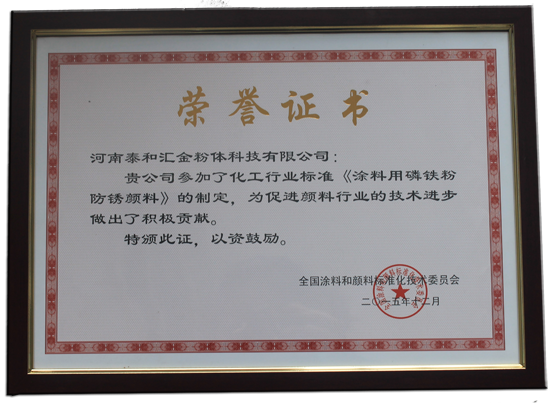 荣誉证书
河南泰和汇金粉体科技有限公司：
贵公司参加了化工行业标准《涂料用磷铁粉
防锈颜料》的制定，为促进颜料行业的技术进步
做出了积极贡献。
特颁此证，以资鼓励。
全国涂料和颜料标准化技术委员会
二〇一五年十二月